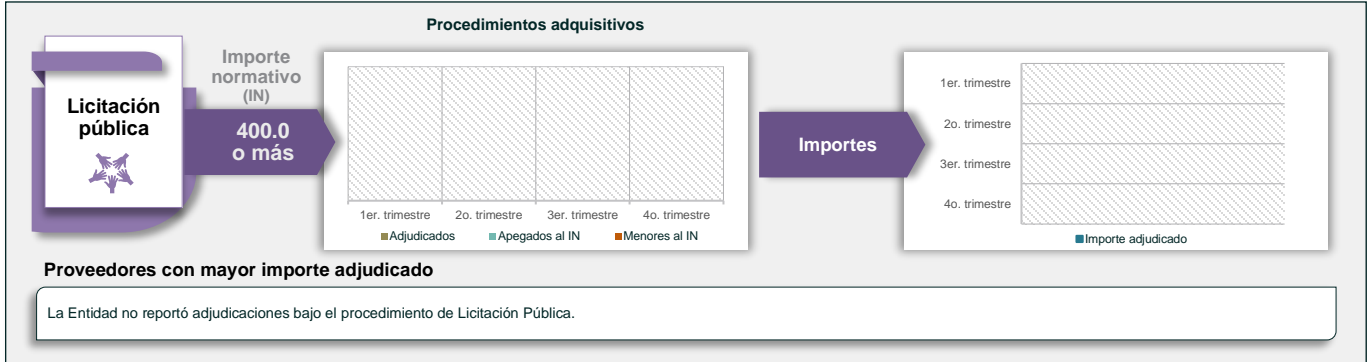 Procedimientos adquisitivos
Licitación
pública
Importe
normativo
(IN)
400.0
o más
1er. trimestre 2o. trimestre 3er. trimestre 4o. trimestre
Adjudicados Apegados al IN Menores al IN
Importes
1er. trimestre
2o. trimestre
3er. trimestre
4o. trimestre
Importe adjudicado
Proveedores con mayor importe adjudicado
La Entidad no reportó adjudicaciones bajo el procedimiento de Licitación Pública.